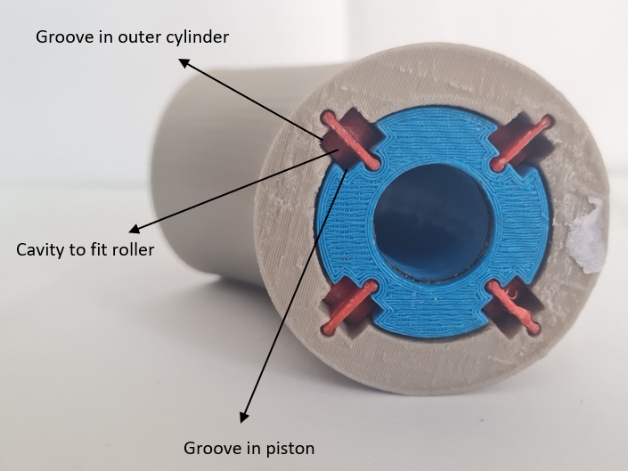 Groove in outer cylinder
Cavity to fit roller
Groove in piston